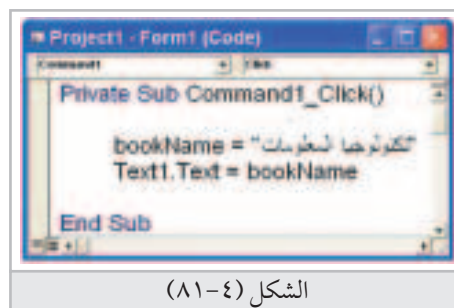 Project1 - Form1 (Code)
Command1 Click
Private Sub Command1_Click()
bookName = "تكنولوجيا المعلومات"
Text1.Text = bookName
End Sub
الشكل (٤-٨١)